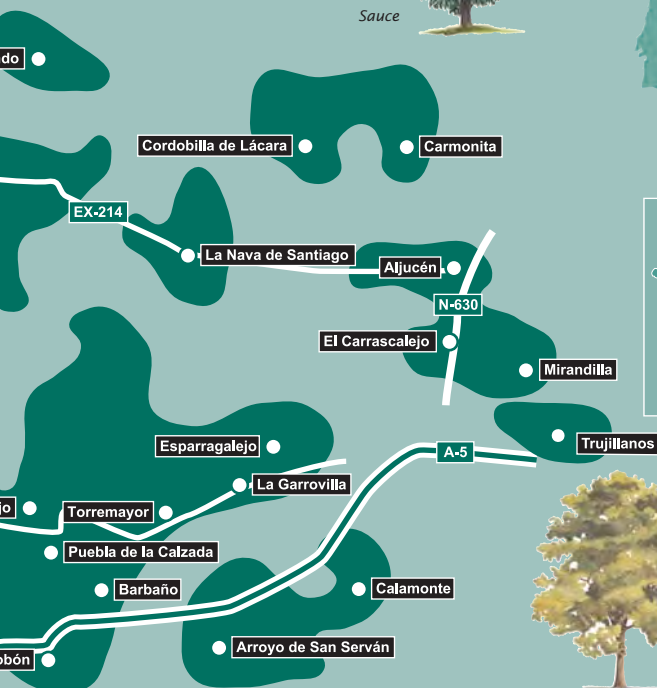 Sauce
Cordobilla de Lácara
Carmonita
EX-214
La Nava de Santiago
Aljucén
N-630
El Carrascalejo
Mirandilla
Trujillanos
A-5
Esparragalejo
La Garrovilla
Torremayor
Puebla de la Calzada
Barbaño
Calamonte
Arroyo de San Serván